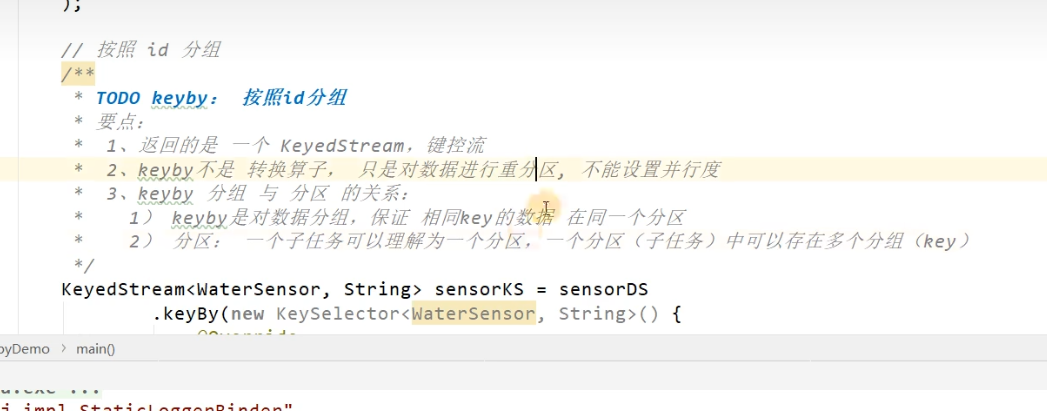 );
// 按照 id 分组
/**
* TODO keyby： 按照id分组
* 要点：
* 1、返回的是 一个 KeyedStream，键控流
* 2、keyby不是 转换算子， 只是对数据进行重分区, 不能设置并行度
* 3、keyby 分组 与 分区 的关系：
* 1） keyby是对数据分组，保证 相同key的数据 在同一个分区
* 2） 分区： 一个子任务可以理解为一个分区，一个分区（子任务）中可以存在多个分组（key）
*/
KeyedStream<WaterSensor, String> sensorKS = sensorDS
.keyBy(new KeySelector<WaterSensor, String>() {
@Override
byDemo > main()
.exe ...
impl.StaticLoggerBinder"